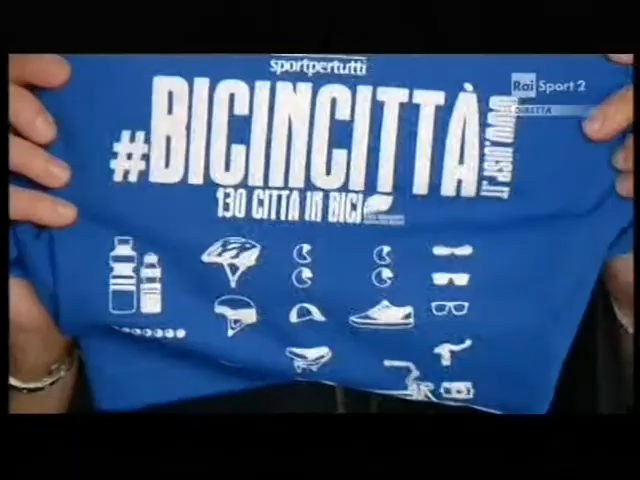 sportpertutti
#BICINCITTÀ
130 CITTÀ IN BICI
WWW.UISP.IT
Rai Sport 2
DIRETTA